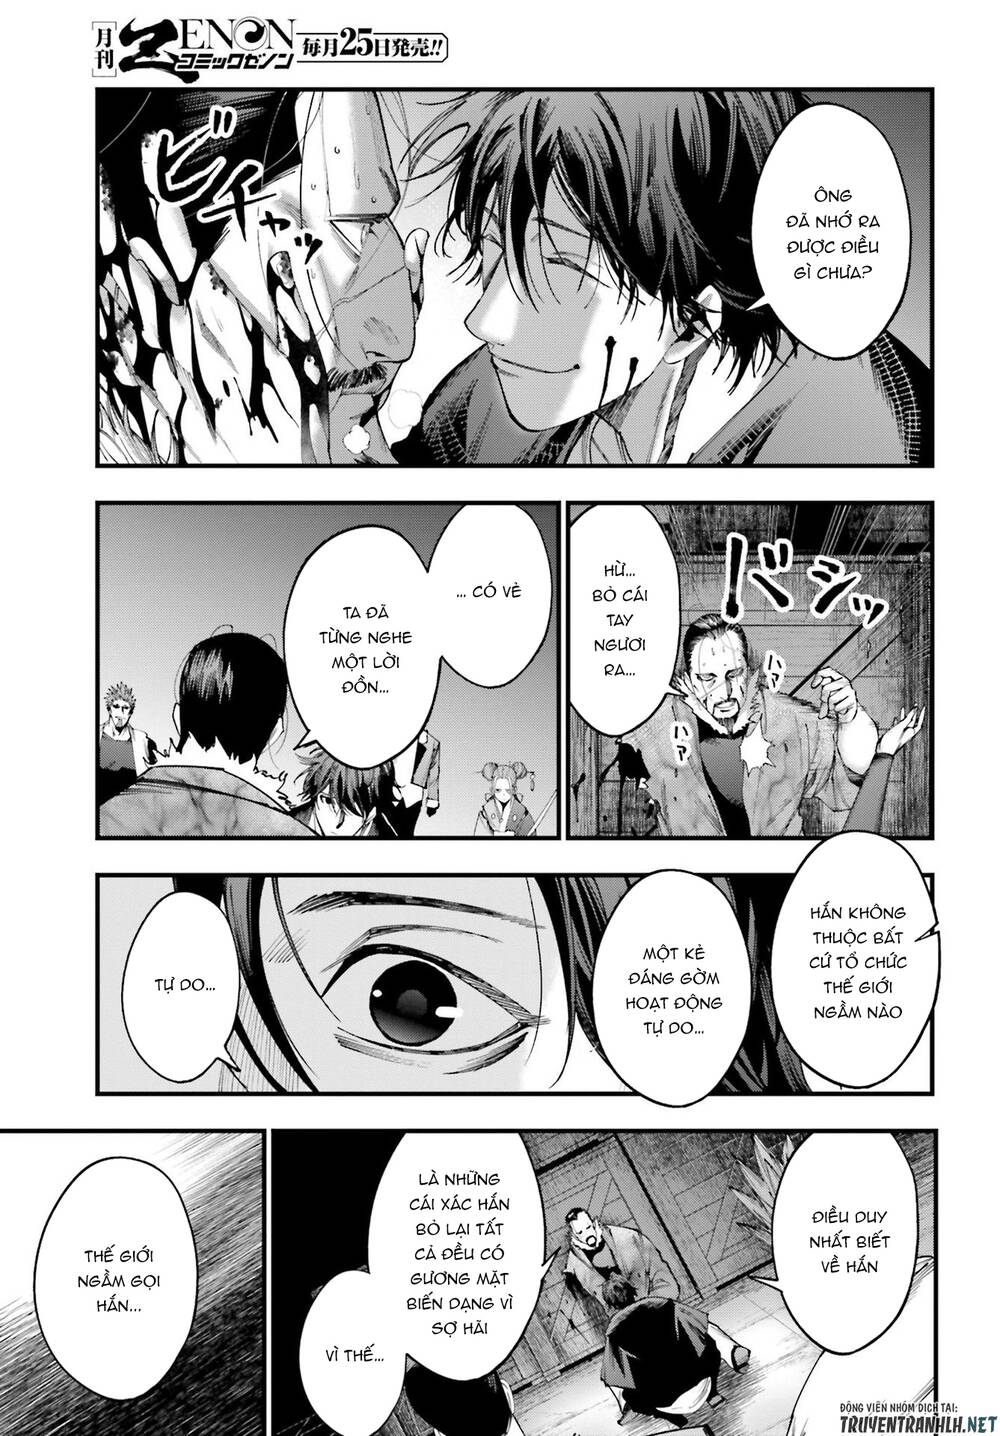 [月刊] ZENON コミックゼノン 毎月25日発売!!
ÔNG
ĐÃ NHỚ RA
ĐƯỢC ĐIỀU
GÌ CHƯA?
ビチャッ
HỪ...
BỎ CÁI
TAY
NGƯƠI
RA...
バシッ
ハァ
ハァ
... CÓ VẺ
TA ĐÃ
TỪNG NGHE
MỘT LỜI
ĐỒN...
HẮN KHÔNG
THUỘC BẤT
CỨ TỔ CHỨC
THẾ GIỚI
NGẦM NÀO
MỘT KẺ
ĐÁNG GỜM
HOẠT ĐỘNG
TỰ DO...
TỰ DO...
ĐIỀU DUY
NHẤT BIẾT
VỀ HẮN
LÀ NHỮNG
CÁI XÁC HẮN
BỎ LẠI TẤT
CẢ ĐỀU CÓ
GƯƠNG MẶT
BIẾN DẠNG VÌ
SỢ HÃI
VÌ THẾ...
THẾ GIỚI
NGẦM GỌI
HẮN...
ĐỘNG VIÊN NHÓM DỊCH TẠI:
TRUYENTRANHLH.NET